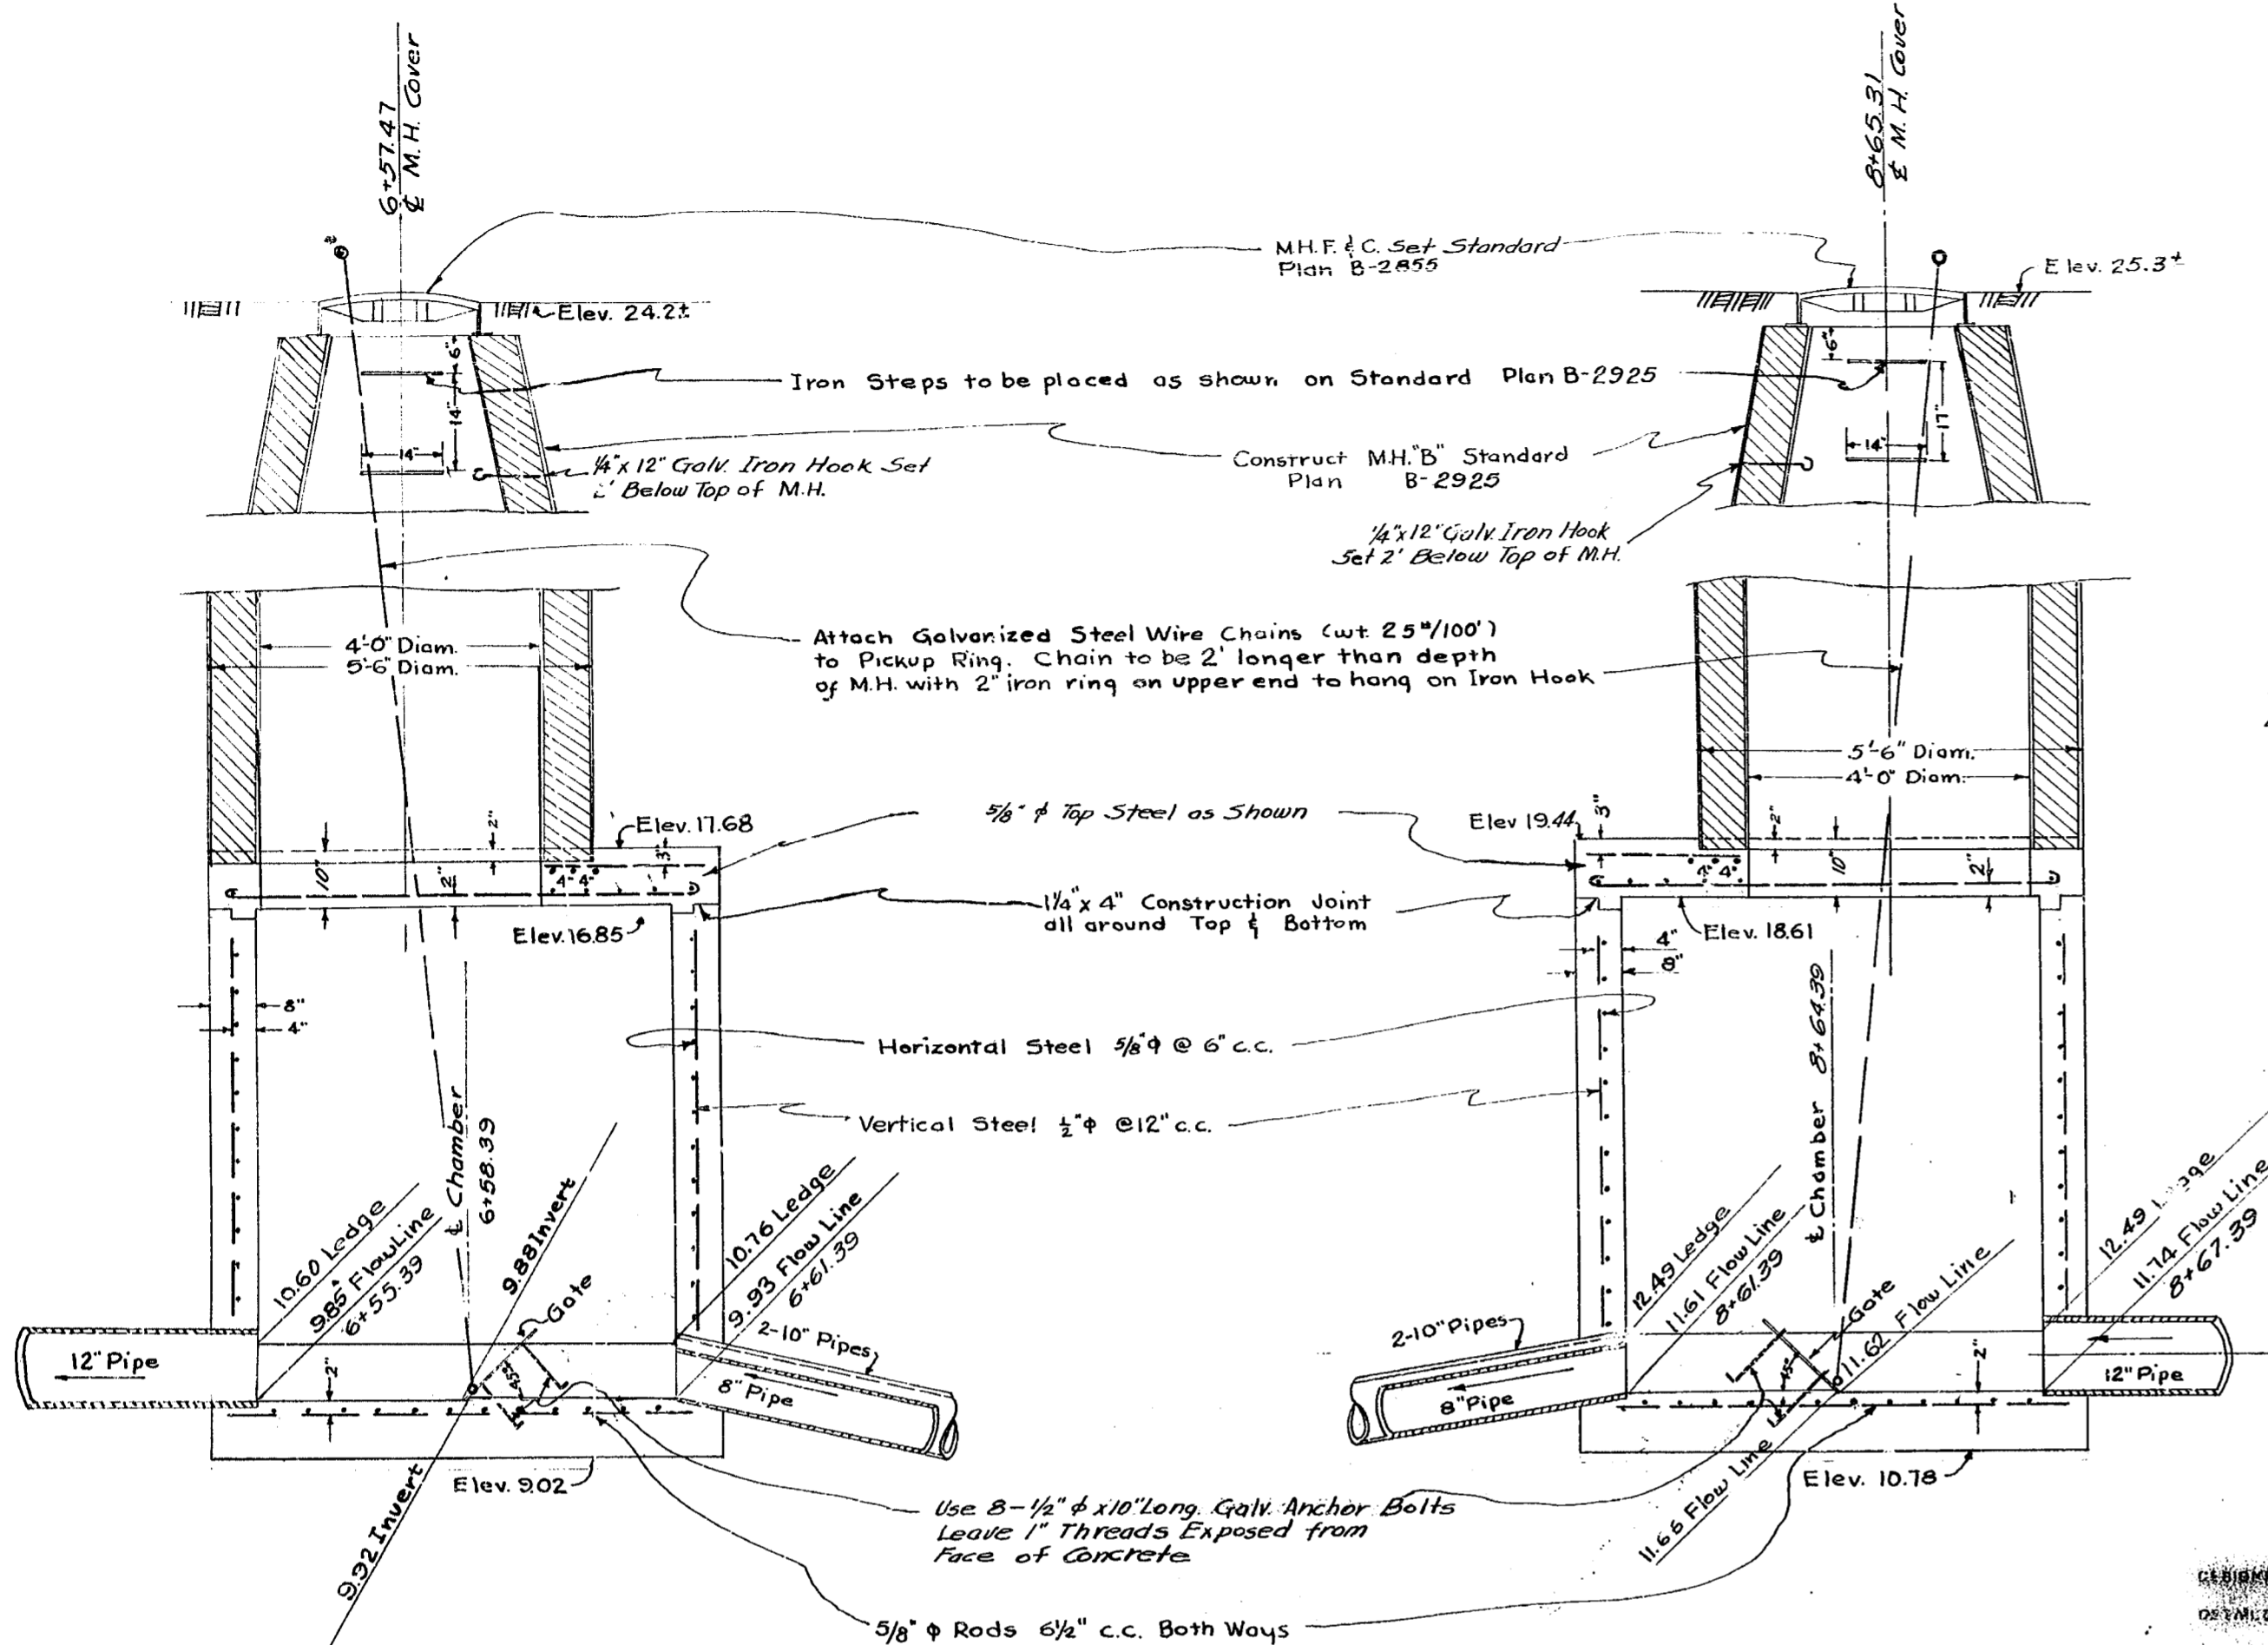 6+57.47
℄ M.H. Cover
8+65.31
℄ M.H. Cover
M.H.F. & C. Set Standard
Plan B-2855
Elev. 24.2±
Elev. 25.3±
6"
14"
14"
6"
17"
14"
Iron Steps to be placed as shown on Standard Plan B-2925
1/4" x 12" Galv. Iron Hook Set
2' Below Top of M.H.
Construct M.H."B" Standard
Plan B-2925
1/4" x 12" Galv. Iron Hook
Set 2' Below Top of M.H.
4'-0" Diam.
5'-6" Diam.
Attach Galvanized Steel Wire Chains (wt. 25#/100')
to Pickup Ring. Chain to be 2' longer than depth
of M.H. with 2" iron ring on upper end to hang on Iron Hook
5'-6" Diam.
4'-0" Diam.
5/8" ϕ Top Steel as Shown
Elev. 17.68
2"
3"
10"
2"
4" 4"
Elev 19.44
3"
2"
10"
2"
4"
Elev. 16.85
1 1/4" x 4" Construction Joint
all around Top & Bottom
Elev. 18.61
8"
4"
4"
8"
Horizontal Steel 5/8" ϕ @ 6" c.c.
Vertical Steel 1/2" ϕ @ 12" c.c.
℄ Chamber
6+58.39
℄ Chamber 8+64.39
10.60 Ledge
9.85 Flow Line
6+55.39
9.88 Invert
Gate
10.76 Ledge
9.93 Flow Line
6+61.39
2-10" Pipes
12" Pipe
2"
45°
8" Pipe
9.92 Invert
Elev. 9.02
12.49 Ledge
11.61 Flow Line
8+61.39
Gate
11.62 Flow Line
12.49
11.74 Flow Line
8+67.39
2-10" Pipes
8" Pipe
45°
2"
12" Pipe
11.66 Flow Line
Elev. 10.78
Use 8-1/2" ϕ x 10" Long. Galv. Anchor Bolts
Leave 1" Threads Exposed from
Face of Concrete
5/8" ϕ Rods 6 1/2" c.c. Both Ways